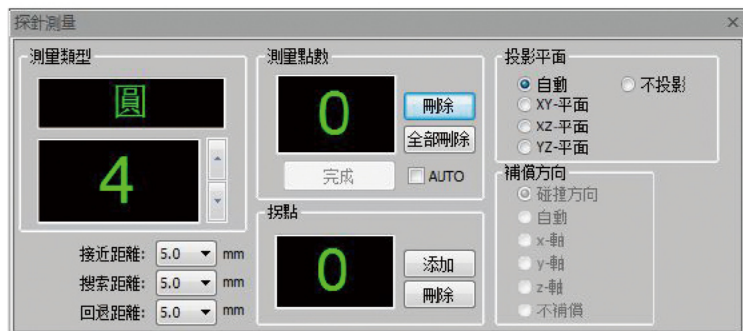 探針測量
測量類型
圓
4
接近距離: 5.0 mm
搜索距離: 5.0 mm
回退距離: 5.0 mm
測量點數
0
刪除
全部刪除
完成
AUTO
拐點
0
添加
刪除
投影平面
自動 不投影
XY-平面
XZ-平面
YZ-平面
補償方向
碰撞方向
自動
x-軸
y-軸
z-軸
不補償